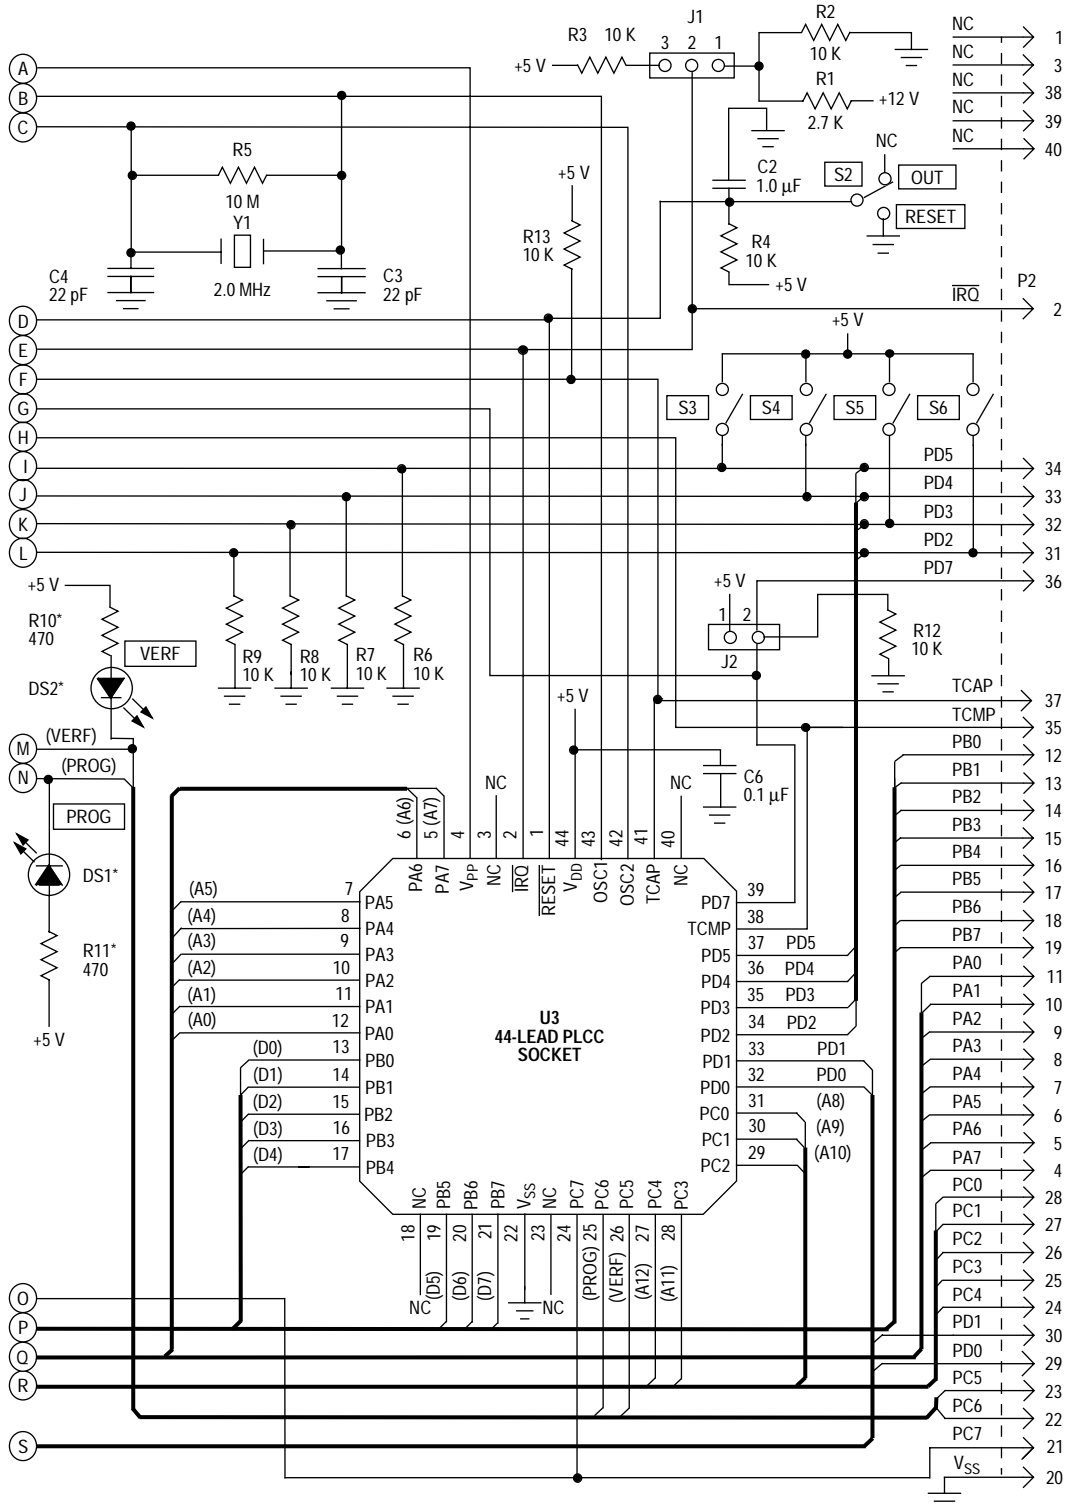 J1
R2
10 K
R3 10 K
3 2 1
+5 V
R1
2.7 K
+12 V
NC 1
NC 3
NC 38
NC 39
NC 40
A
B
C
R5
10 M
Y1
2.0 MHz
C4
22 pF
C3
22 pF
+5 V
R13
10 K
C2
1.0 µF
R4
10 K
+5 V
NC
S2
OUT
RESET
P2
IRQ 2
D
E
F
G
H
I
J
K
L
+5 V
S3
S4
S5
S6
PD5 34
PD4 33
PD3 32
PD2 31
PD7 36
+5 V
R10*
470
VERF
DS2*
R9
10 K
R8
10 K
R7
10 K
R6
10 K
+5 V
1 2
J2
R12
10 K
+5 V
C6
0.1 µF
TCAP 37
TCMP 35
M (VERF)
N (PROG)
PROG
DS1*
R11*
470
+5 V
PB0 12
PB1 13
PB2 14
PB3 15
PB4 16
PB5 17
PB6 18
PB7 19
PA0 11
PA1 10
PA2 9
PA3 8
PA4 7
PA5 6
PA6 5
PA7 4
PC0 28
PC1 27
PC2 26
PC3 25
PC4 24
PD1 30
PD0 29
PC5 23
PC6 22
PC7 21
VSS 20
6 (A6) PA6
5 (A7) PA7
4 VPP
NC 3 NC
2 IRQ
1 RESET
44 VDD
43 OSC1
42 OSC2
41 TCAP
NC 40 NC
(A5) 7 PA5
(A4) 8 PA4
(A3) 9 PA3
(A2) 10 PA2
(A1) 11 PA1
(A0) 12 PA0
(D0) 13 PB0
(D1) 14 PB1
(D2) 15 PB2
(D3) 16 PB3
(D4) 17 PB4
U3
44-LEAD PLCC
SOCKET
PD7 39
TCMP 38
PD5 37 PD5
PD4 36 PD4
PD3 35 PD3
PD2 34 PD2
PD1 33 PD1
PD0 32 PD0
PC0 31 (A8)
PC1 30 (A9)
PC2 29 (A10)
NC 18 NC
PB5 19 (D5)
PB6 20 (D6)
PB7 21 (D7)
VSS 22
NC 23 NC
PC7 24
PC6 25 (PROG)
PC5 26 (VERF)
PC4 27 (A12)
PC3 28 (A11)
O
P
Q
R
S